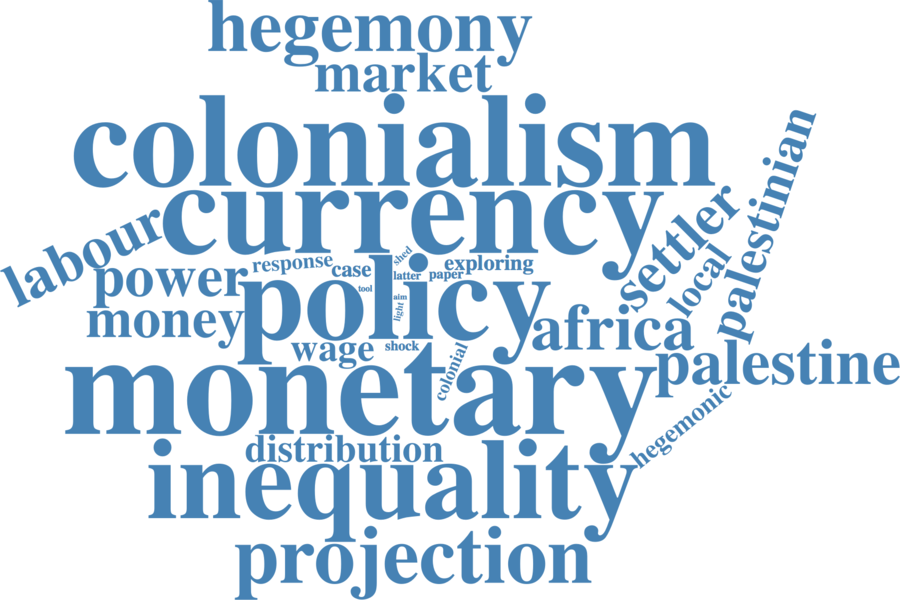 hegemony
market
colonialism
currency
labour
settler
palestinian
local
power
response
case
shed
latter
paper
exploring
tool
aim
light
policy
money
africa
wage
shock
colonial
palestine
monetary
hegemonic
distribution
inequality
projection